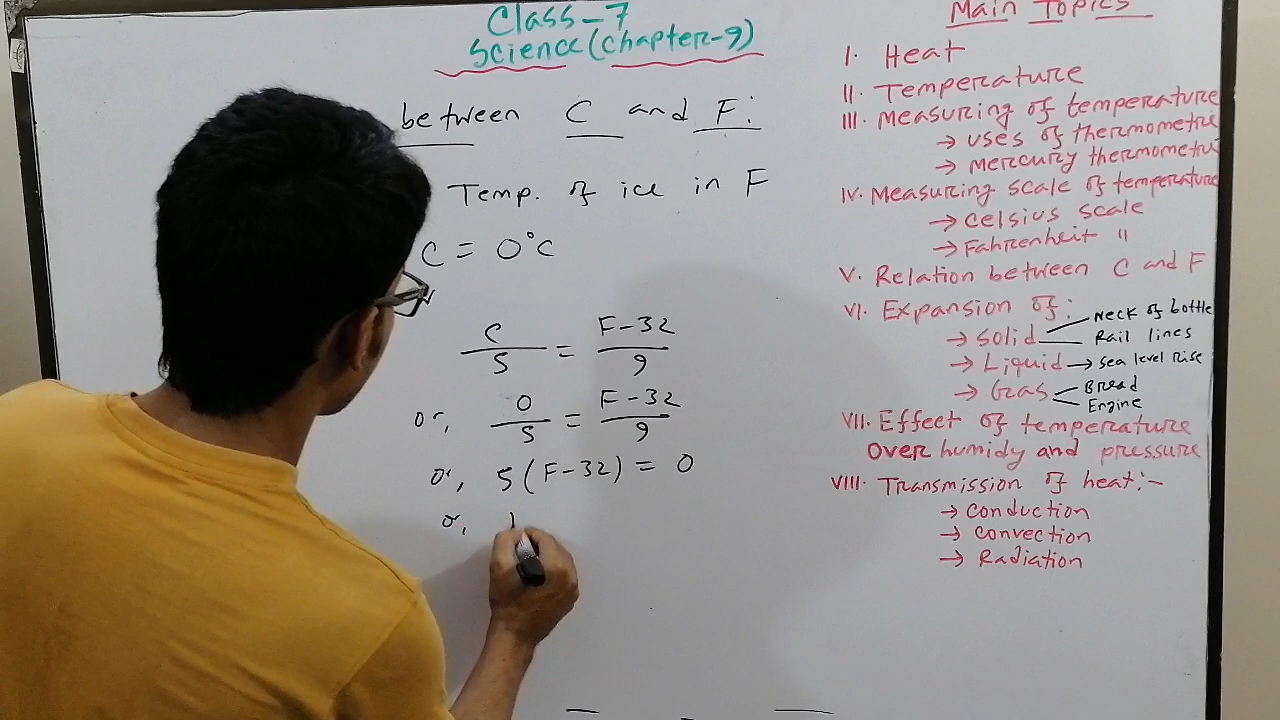 Class-7
Science (chapter-9)
between C and F:
Temp. of ice in F
C = 0°C
C/5 = F-32/9
or, 0/5 = F-32/9
or, 5(F-32) = 0
or,
Main Topics
I. Heat
II. Temperature
III. Measuring of temperature
→ uses of thermometre
→ Mercury thermometre
IV. Measuring scale of temperature
→ Celsius scale
→ Fahrenheit "
V. Relation between C and F
VI. Expansion of:
→ Solid Neck of bottle
Rail lines
→ Liquid → sea level rise
→ Gas Bread
Engine
VII. Effect of temperature
Over humidy and pressure
VIII. Transmission of heat:-
→ conduction
→ convection
→ Radiation